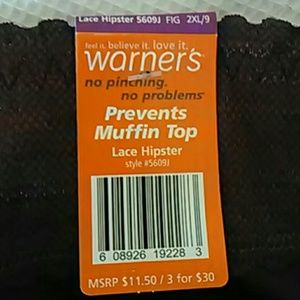 Lace Hipster 5609J FIG 2XL/9
feel it. believe it. love it.
warner's
no pinching.
no problems
Prevents
Muffin Top
Lace Hipster
style #5609J
6 08926 19228 3
MSRP $11.50 / 3 for $30